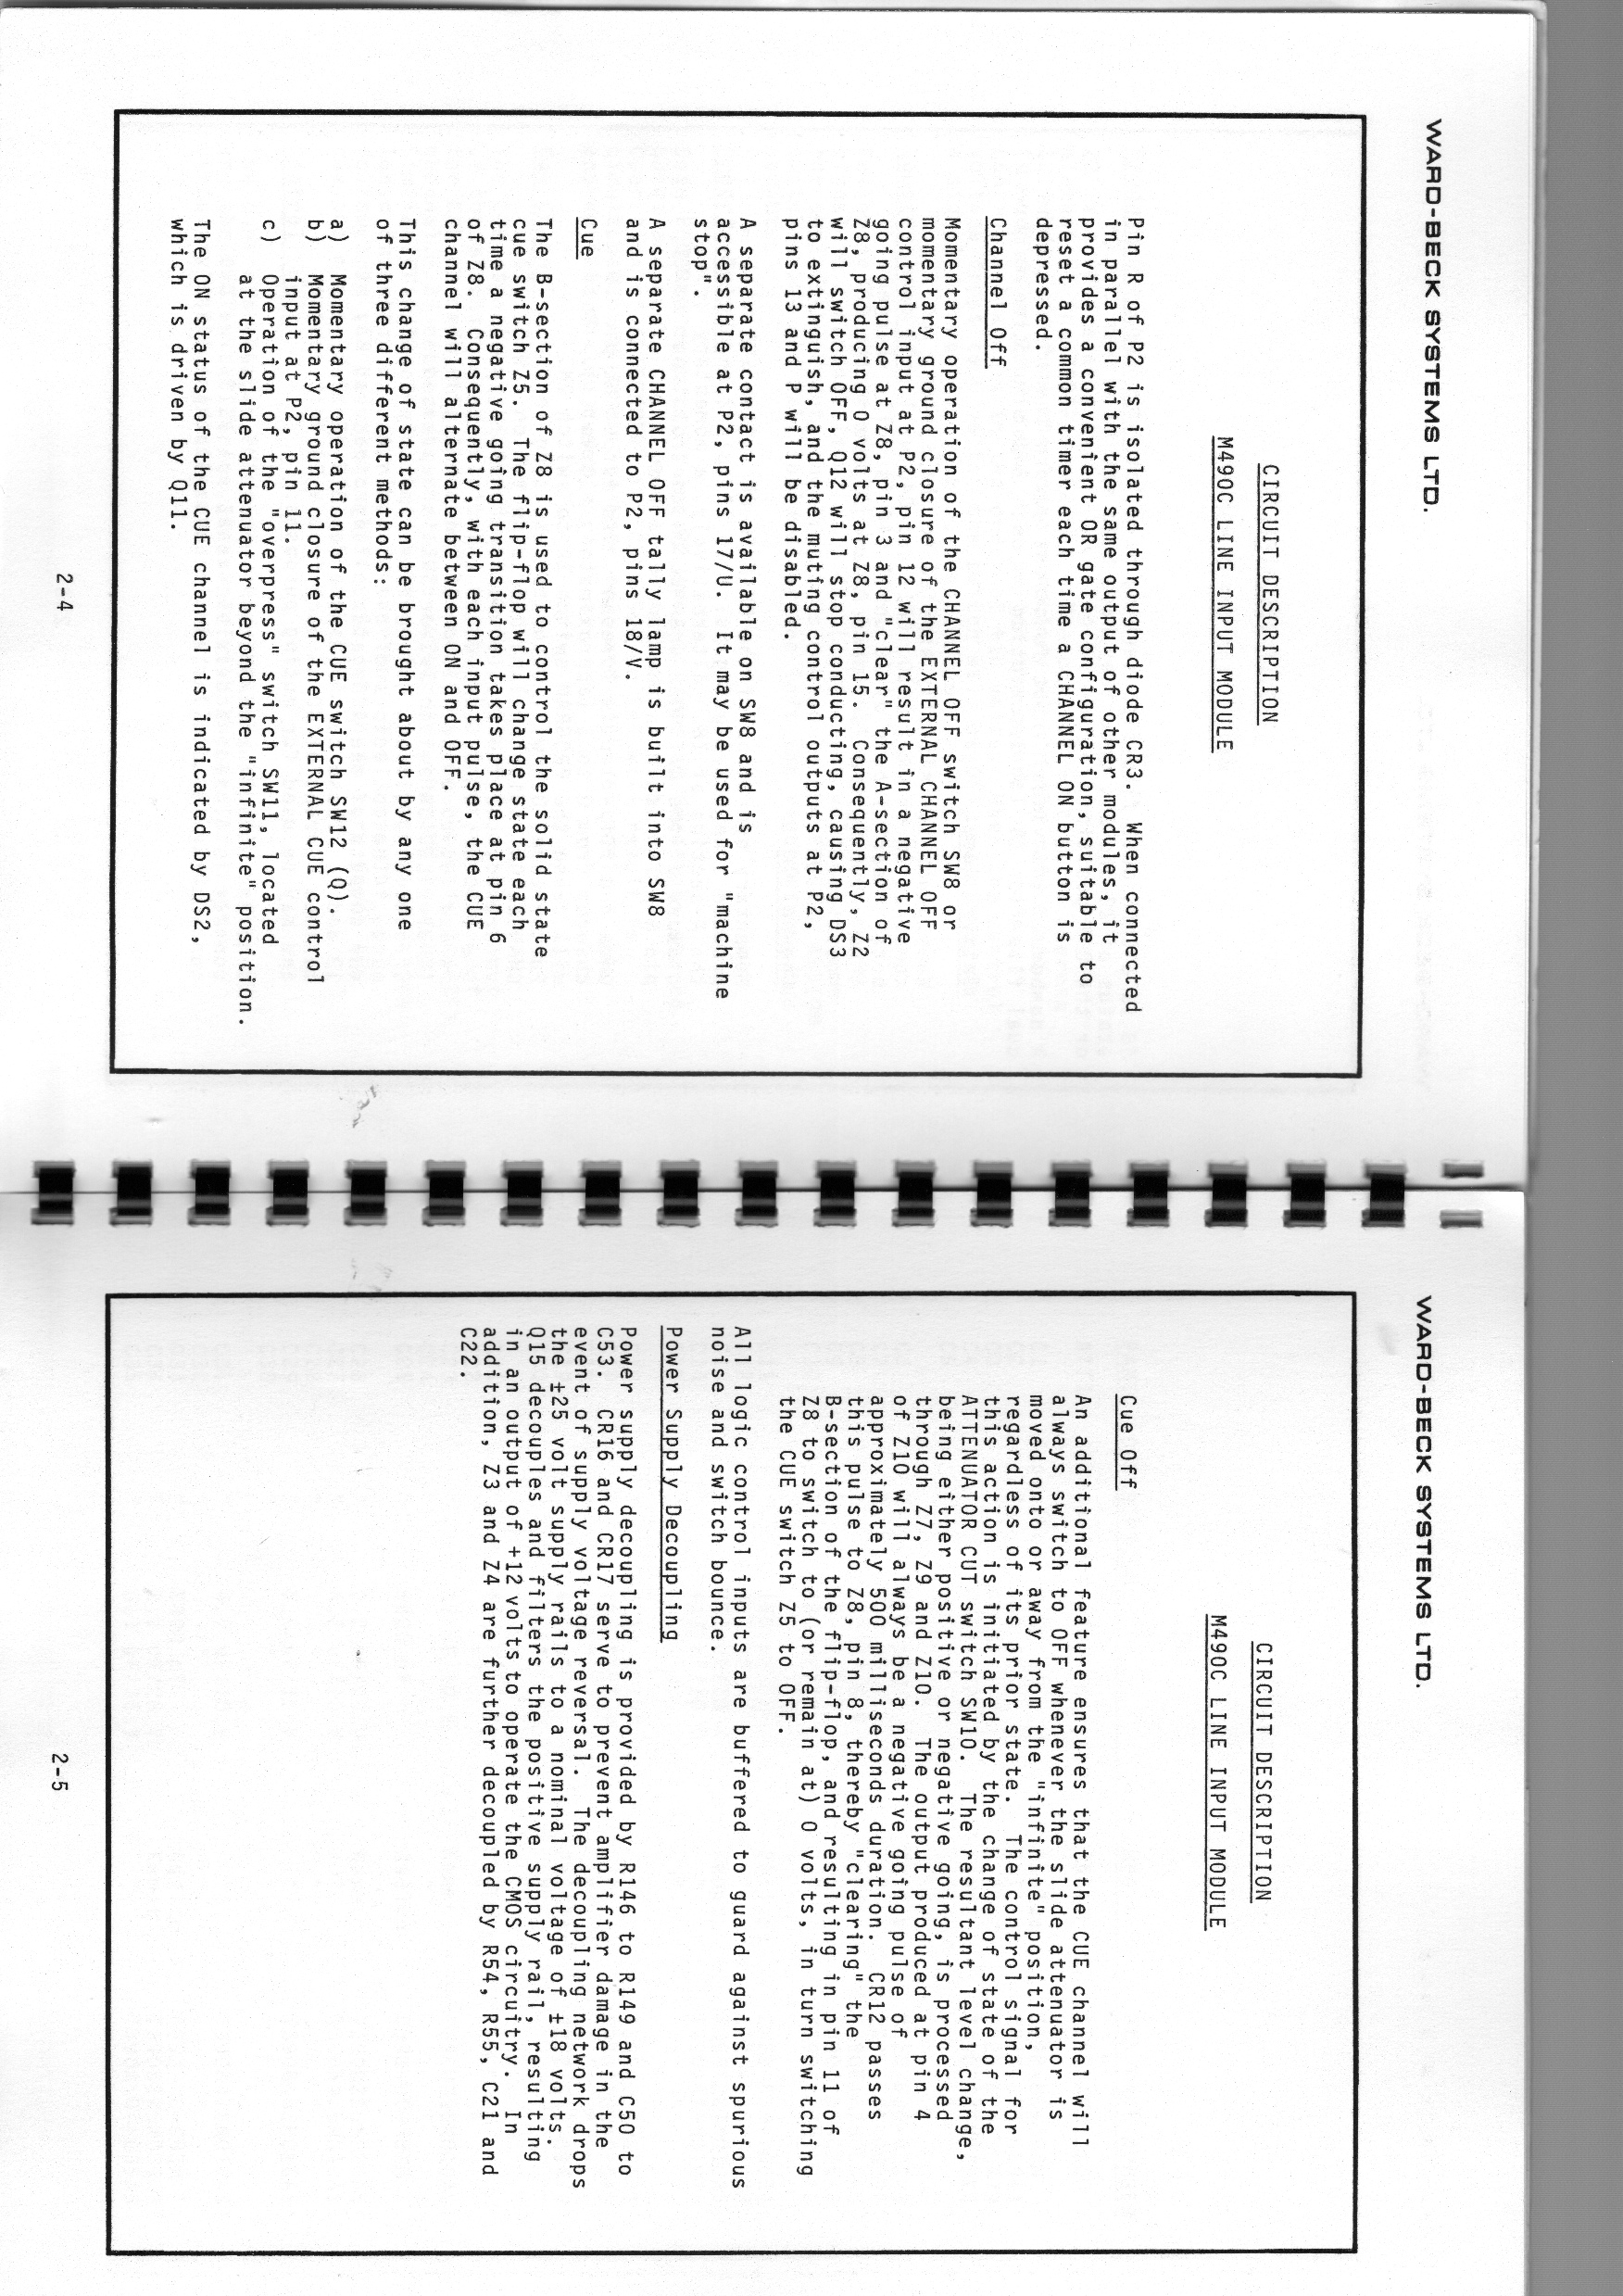 WARD-BECK SYSTEMS LTD.
CIRCUIT DESCRIPTION
M490C LINE INPUT MODULE
Pin R of P2 is isolated through diode CR3.  When connected
in parallel with the same output of other modules, it
provides a convenient OR gate configuration, suitable to
reset a common timer each time a CHANNEL ON button is
depressed.
Channel Off
Momentary operation of the CHANNEL OFF switch SW8 or
momentary ground closure of the EXTERNAL CHANNEL OFF
control input at P2, pin 12 will result in a negative
going pulse at Z8, pin 3 and "clear" the A-section of
Z8, producing 0 volts at Z8, pin 15.  Consequently, Z2
will switch OFF, Q12 will stop conducting, causing DS3
to extinguish, and the muting control outputs at P2,
pins 13 and P will be disabled.
A separate contact is available on SW8 and is
accessible at P2, pins 17/U.  It may be used for "machine
stop".
A separate CHANNEL OFF tally lamp is built into SW8
and is connected to P2, pins 18/V.
Cue
The B-section of Z8 is used to control the solid state
cue switch Z5.  The flip-flop will change state each
time a negative going transition takes place at pin 6
of Z8.  Consequently, with each input pulse, the CUE
channel will alternate between ON and OFF.
This change of state can be brought about by any one
of three different methods:
a)  Momentary operation of the CUE switch SW12 (Q).
b)  Momentary ground closure of the EXTERNAL CUE control
input at P2, pin 11.
c)  Operation of the "overpress" switch SW11, located
at the slide attenuator beyond the "infinite" position.
The ON status of the CUE channel is indicated by DS2,
which is driven by Q11.
2-4
WARD-BECK SYSTEMS LTD.
CIRCUIT DESCRIPTION
M490C LINE INPUT MODULE
Cue Off
An additional feature ensures that the CUE channel will
always switch to OFF whenever the slide attenuator is
moved onto or away from the "infinite" position,
regardless of its prior state.  The control signal for
this action is initiated by the change of state of the
ATTENUATOR CUT switch SW10.  The resultant level change,
being either positive or negative going, is processed
through Z7, Z9 and Z10.  The output produced at pin 4
of Z10 will always be a negative going pulse of
approximately 500 milliseconds duration.  CR12 passes
this pulse to Z8, pin 8, thereby "clearing" the
B-section of the flip-flop, and resulting in pin 11 of
Z8 to switch to (or remain at) 0 volts, in turn switching
the CUE switch Z5 to OFF.
All logic control inputs are buffered to guard against spurious
noise and switch bounce.
Power Supply Decoupling
Power supply decoupling is provided by R146 to R149 and C50 to
C53.  CR16 and CR17 serve to prevent amplifier damage in the
event of supply voltage reversal.  The decoupling network drops
the ±25 volt supply rails to a nominal voltage of ±18 volts.
Q15 decouples and filters the positive supply rail, resulting
in an output of +12 volts to operate the CMOS circuitry.  In
addition, Z3 and Z4 are further decoupled by R54, R55, C21 and
C22.
2-5